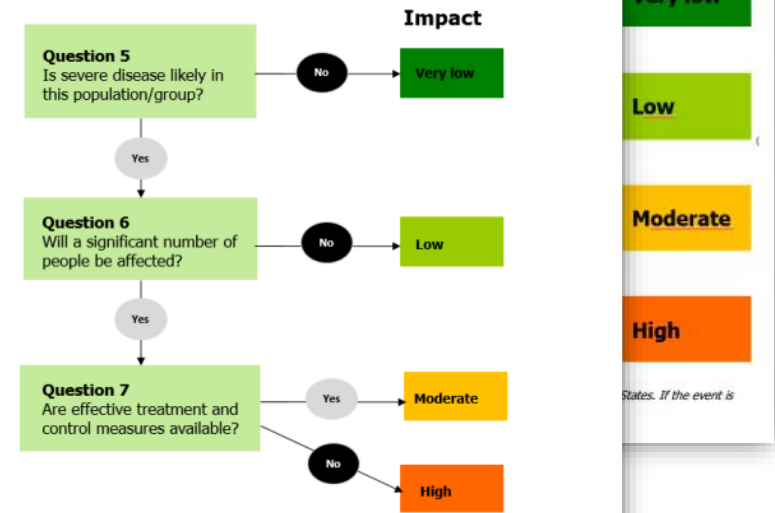 Impact
Question 5
Is severe disease likely in
this population/group?
No
Very low
Yes
Question 6
Will a significant number of
people be affected?
No
Low
Yes
Question 7
Are effective treatment and
control measures available?
Yes
Moderate
No
High
Very low
Low
Moderate
High
States. If the event is